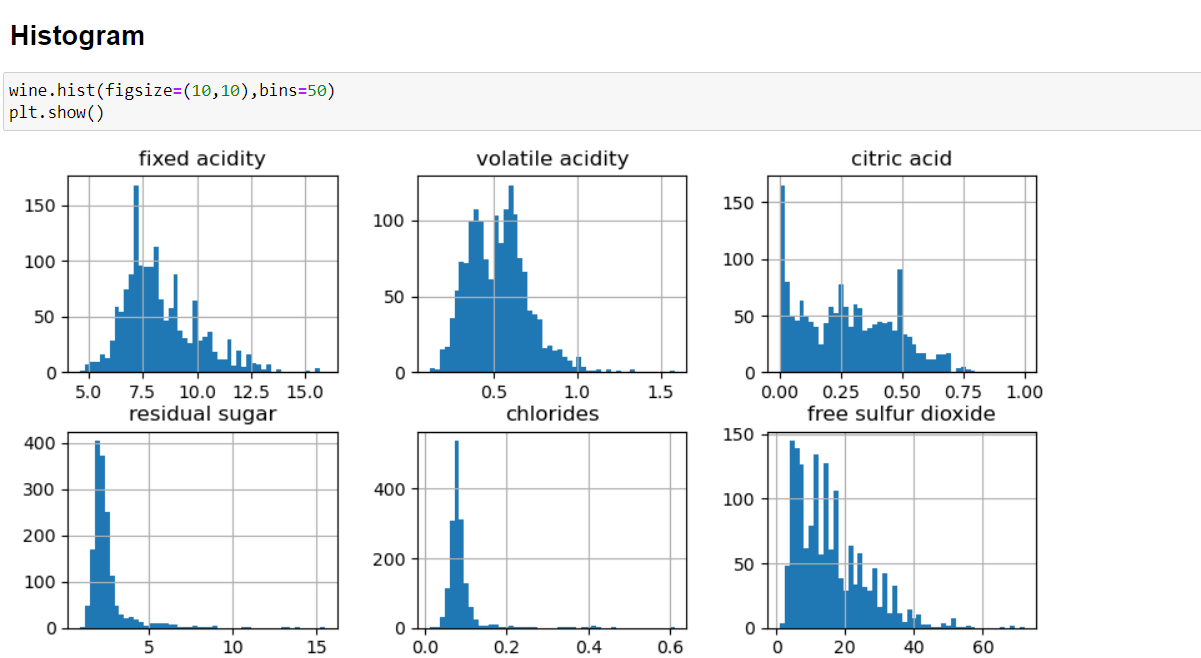 Histogram
wine.hist(figsize=(10,10),bins=50)
plt.show()
fixed acidity volatile acidity citric acid
150
100
50
0
5.0 7.5 10.0 12.5 15.0
100
50
0
0.5 1.0 1.5
150
100
50
0
0.00 0.25 0.50 0.75 1.00
residual sugar chlorides free sulfur dioxide
400
300
200
100
0
5 10 15
400
200
0
0.0 0.2 0.4 0.6
150
100
50
0
0 20 40 60